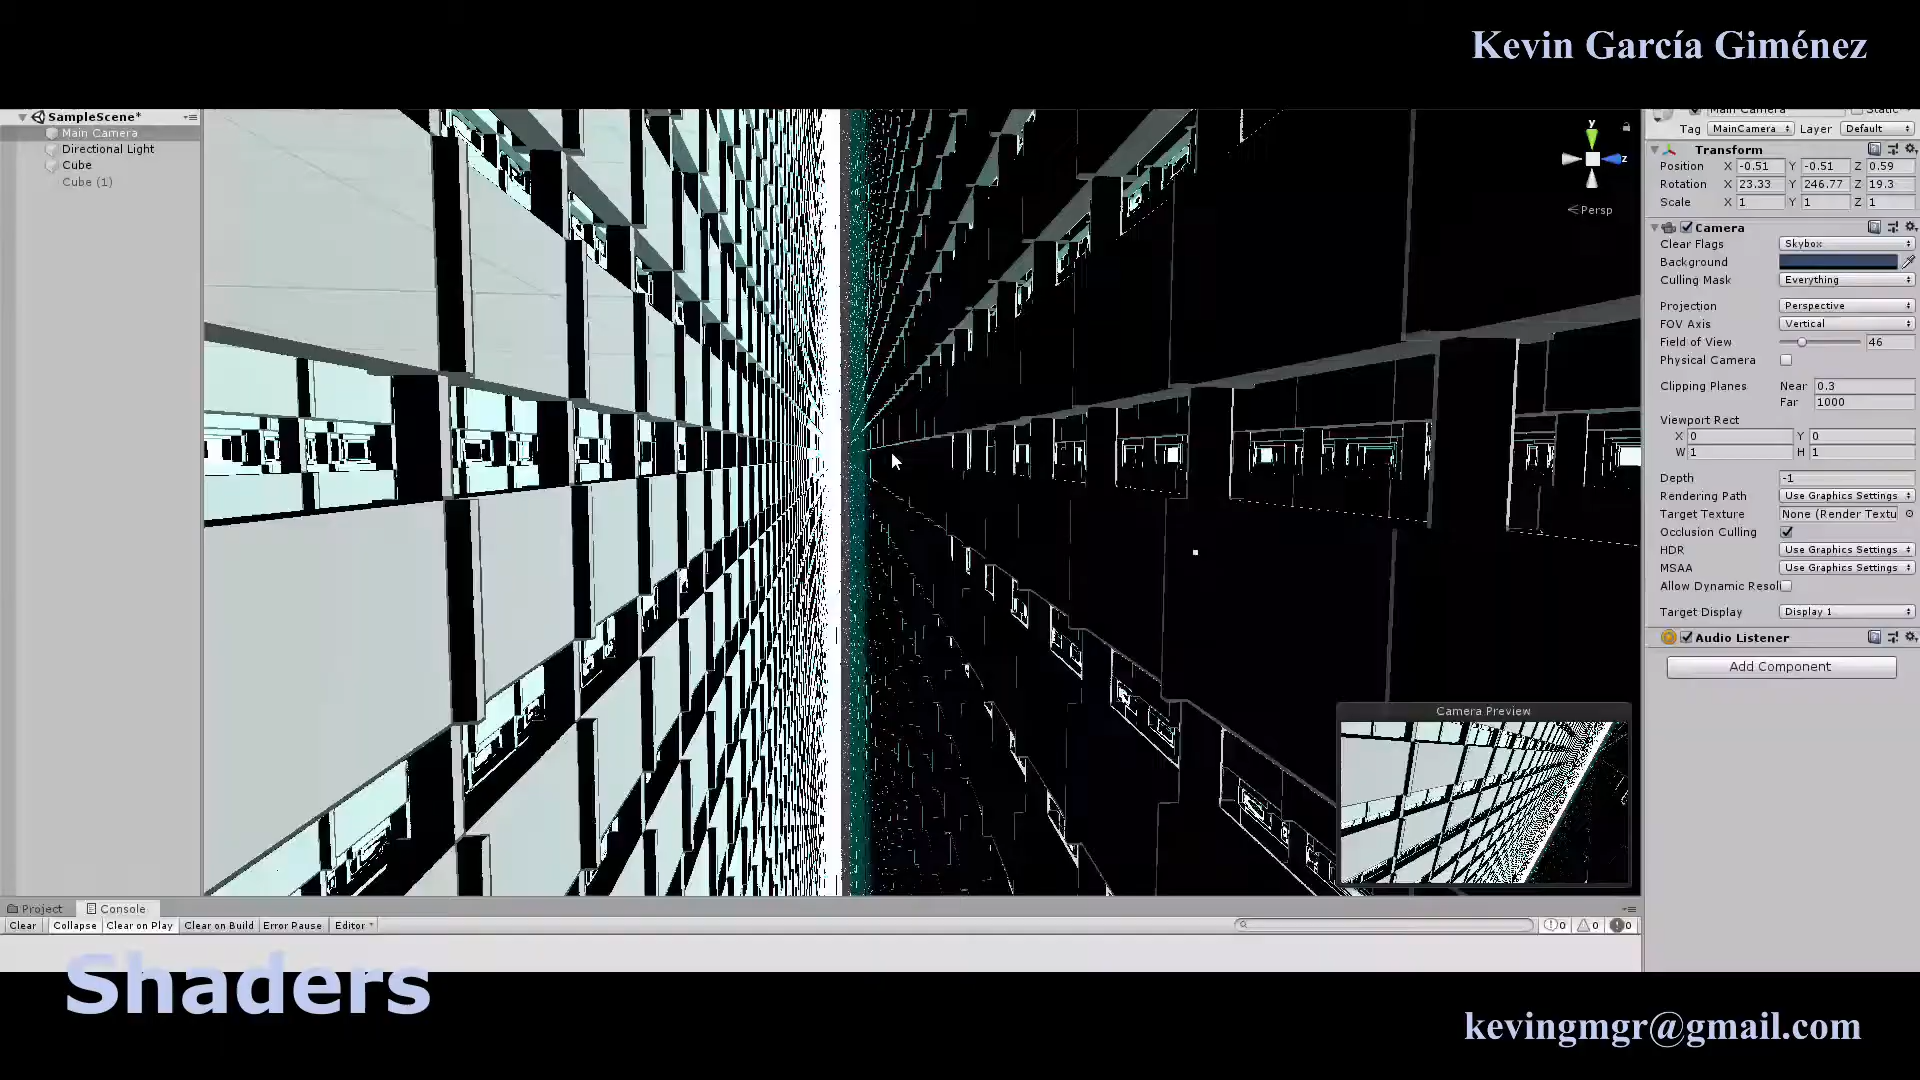 Kevin García Giménez
SampleScene*
Main Camera
Directional Light
Cube
Cube (1)
y
z
Persp
Main Camera
Static
Tag MainCamera Layer Default
Transform
Position X -0.51 Y -0.51 Z 0.59
Rotation X 23.33 Y 246.77 Z 19.3
Scale X 1 Y 1 Z 1
Camera
Clear Flags Skybox
Background
Culling Mask Everything
Projection Perspective
FOV Axis Vertical
Field of View 46
Physical Camera
Clipping Planes Near 0.3
Far 1000
Viewport Rect
X 0 Y 0
W 1 H 1
Depth -1
Rendering Path Use Graphics Settings
Target Texture None (Render Textu
Occlusion Culling
HDR Use Graphics Settings
MSAA Use Graphics Settings
Allow Dynamic Resol
Target Display Display 1
Audio Listener
Add Component
Camera Preview
Project Console
Clear Collapse Clear on Play Clear on Build Error Pause Editor 0 0 0
Shaders
kevingmgr@gmail.com